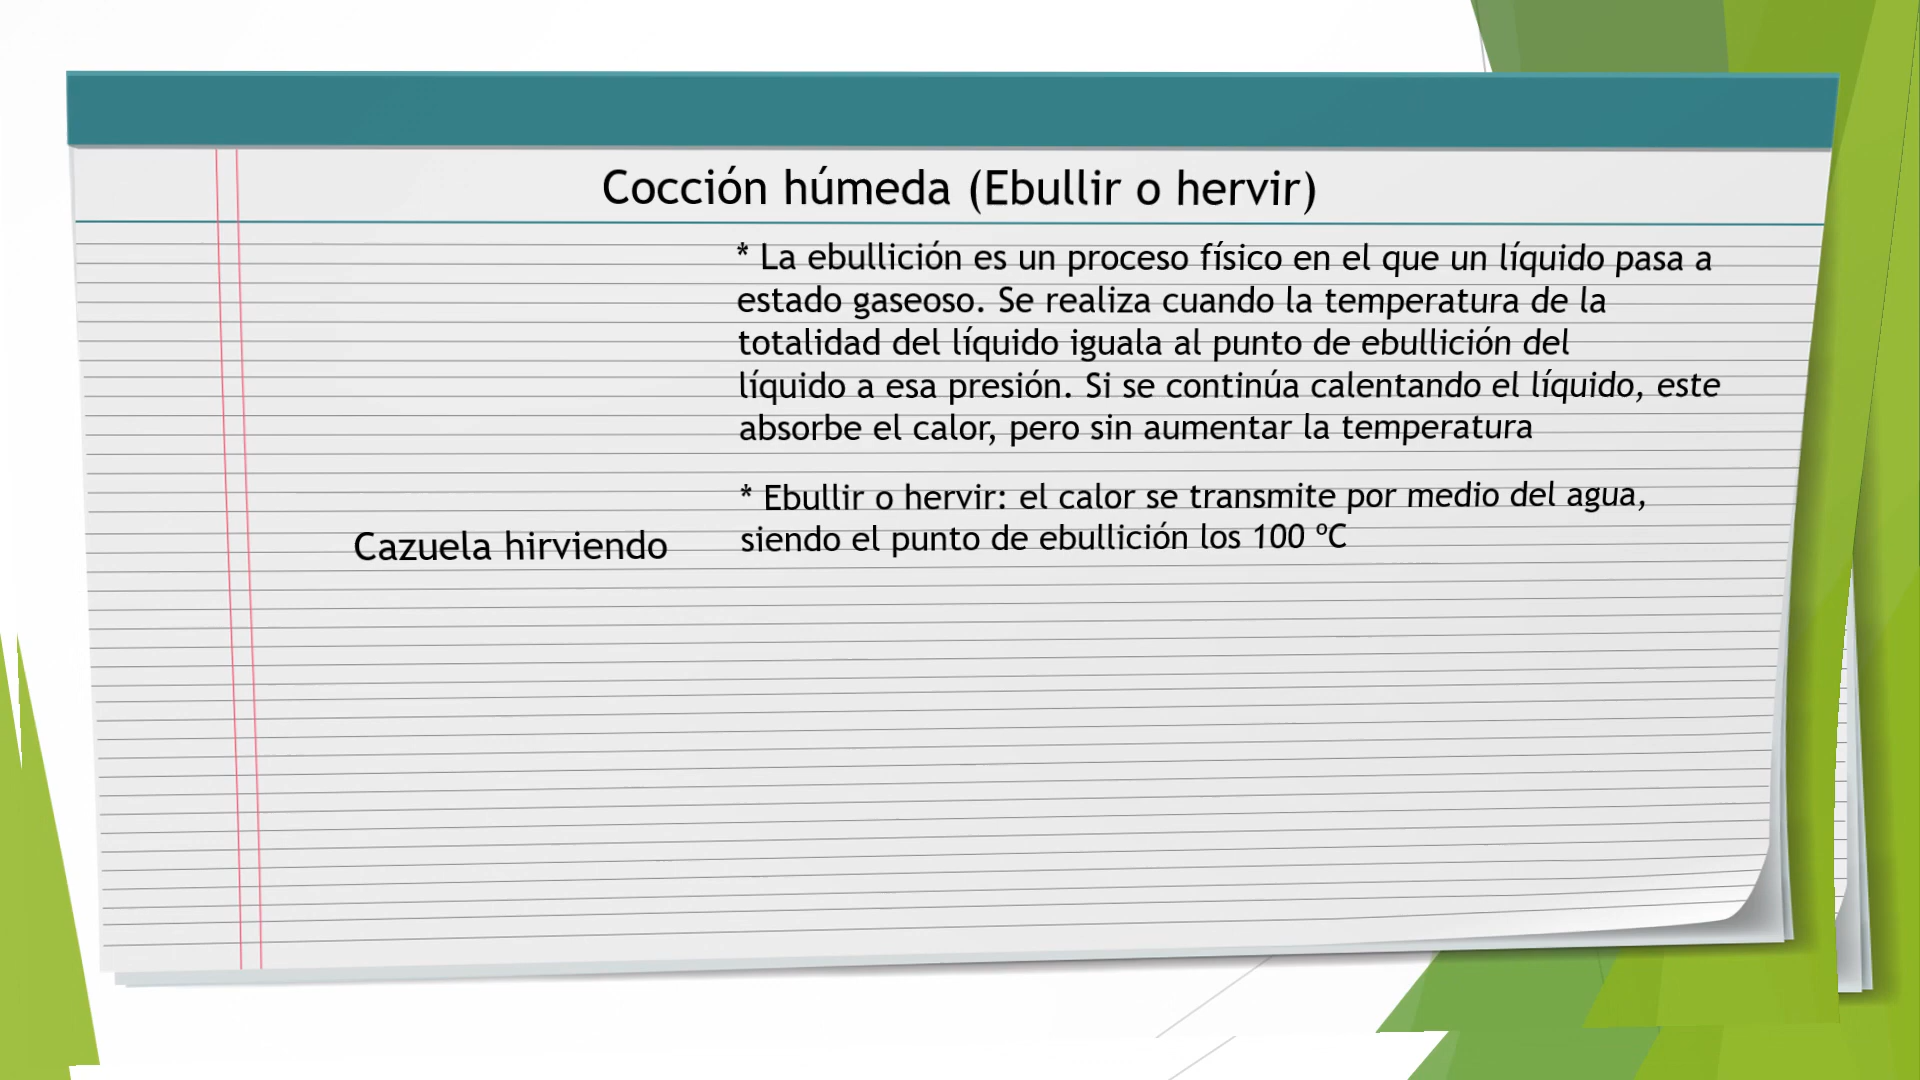 Cocción húmeda (Ebullir o hervir)
* La ebullición es un proceso físico en el que un líquido pasa a
estado gaseoso. Se realiza cuando la temperatura de la
totalidad del líquido iguala al punto de ebullición del
líquido a esa presión. Si se continúa calentando el líquido, este
absorbe el calor, pero sin aumentar la temperatura
* Ebullir o hervir: el calor se transmite por medio del agua,
siendo el punto de ebullición los 100 ºC
Cazuela hirviendo